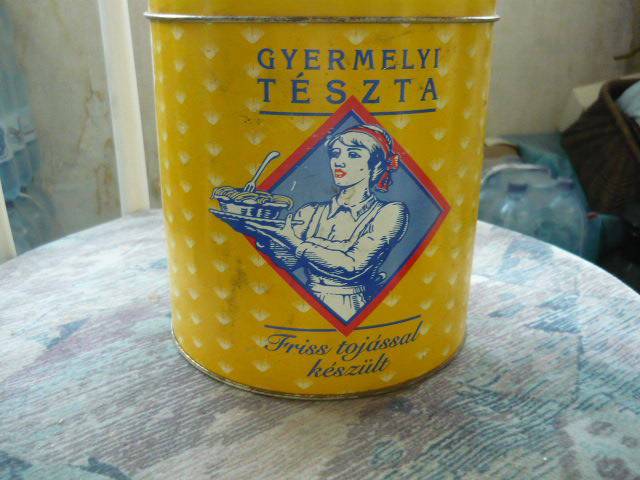 GYERMELYI
TÉSZTA
Friss tojással
készült